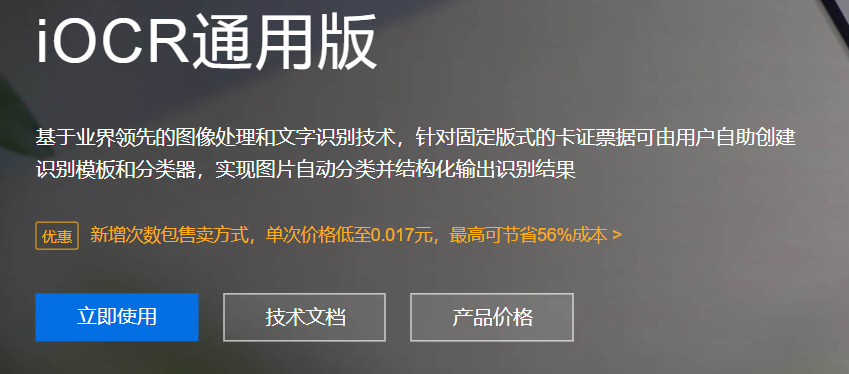 iOCR通用版
基于业界领先的图像处理和文字识别技术，针对固定版式的卡证票据可由用户自助创建
识别模板和分类器，实现图片自动分类并结构化输出识别结果
优惠 新增次数包售卖方式，单次价格低至0.017元，最高可节省56%成本 >
立即使用 技术文档 产品价格